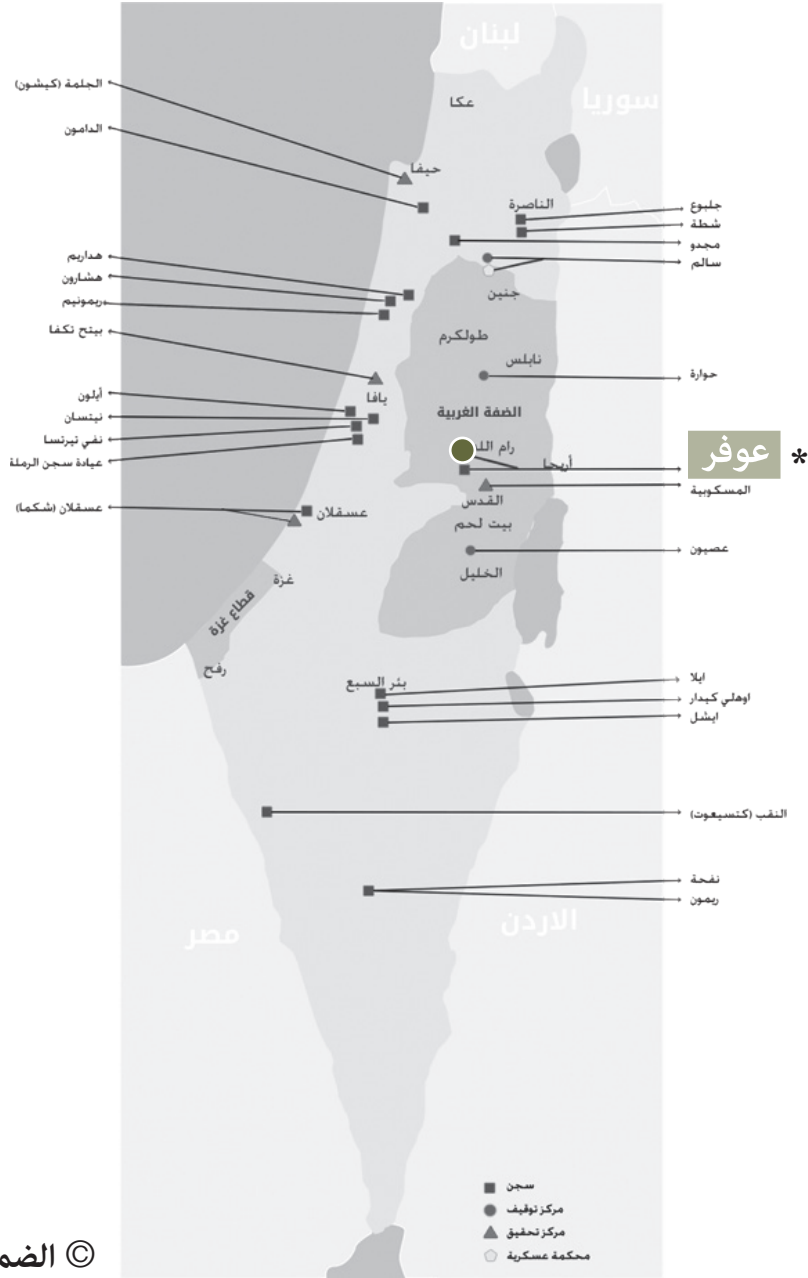 لبنان
سوريا
عكا
حيفا
الناصرة
جنين
طولكرم
نابلس
يافا
الضفة الغربية
رام الله
أريحا
القدس
بيت لحم
عسقلان
الخليل
غزة
قطاع غزة
رفح
بئر السبع
مصر
الاردن
الجلمة (كيشون)
الدامون
هداريم
هشارون
ريمونيم
بيتح تكفا
أيلون
نيتسان
نفي تيرتسا
عيادة سجن الرملة
عسقلان (شكما)
جلبوع
شطة
مجدو
سالم
حوارة
* عوفر
المسكوبية
عصيون
ايلا
اوهلي كيدار
ايشل
النقب (كتسيعوت)
نفحة
ريمون
سجن
مركز توقيف
مركز تحقيق
محكمة عسكرية
©